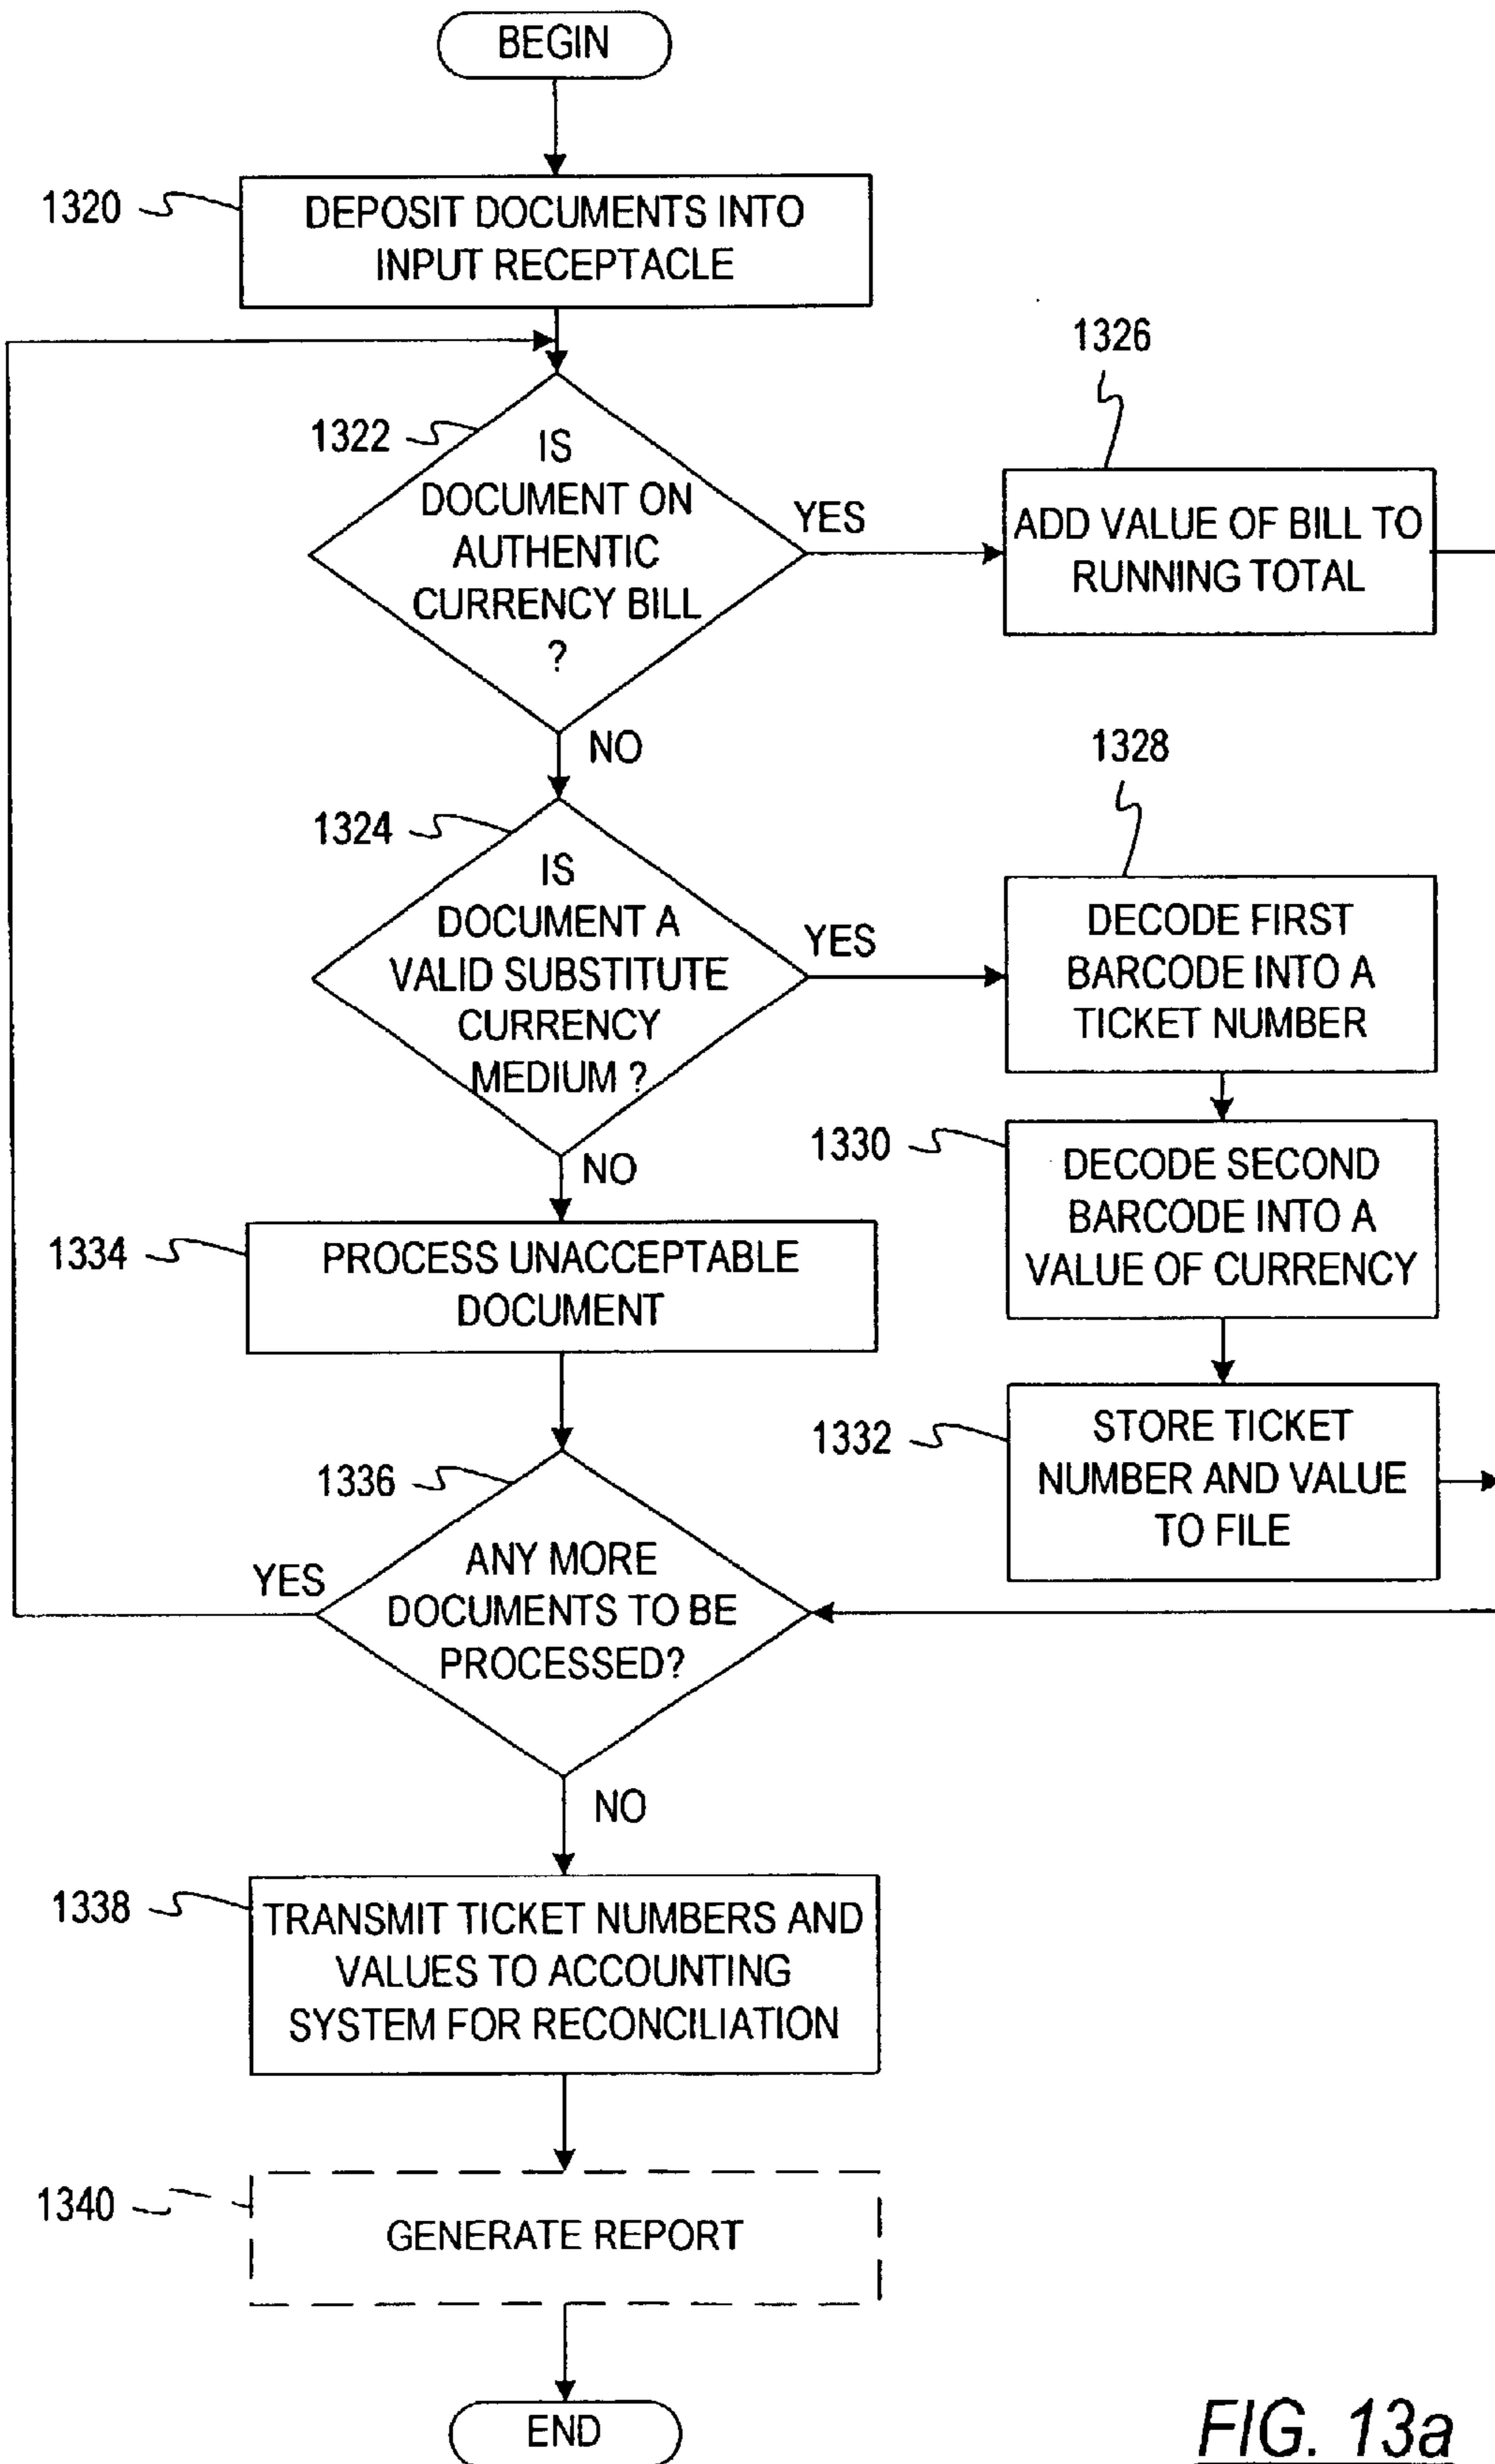 BEGIN
1320
DEPOSIT DOCUMENTS INTO
INPUT RECEPTACLE
1322
IS
DOCUMENT ON
AUTHENTIC
CURRENCY BILL
?
YES
1326
ADD VALUE OF BILL TO
RUNNING TOTAL
NO
1324
IS
DOCUMENT A
VALID SUBSTITUTE
CURRENCY
MEDIUM ?
YES
1328
DECODE FIRST
BARCODE INTO A
TICKET NUMBER
1330
DECODE SECOND
BARCODE INTO A
VALUE OF CURRENCY
1332
STORE TICKET
NUMBER AND VALUE
TO FILE
NO
1334
PROCESS UNACCEPTABLE
DOCUMENT
1336
ANY MORE
DOCUMENTS TO BE
PROCESSED?
YES
NO
1338
TRANSMIT TICKET NUMBERS AND
VALUES TO ACCOUNTING
SYSTEM FOR RECONCILIATION
1340
GENERATE REPORT
END
FIG. 13a